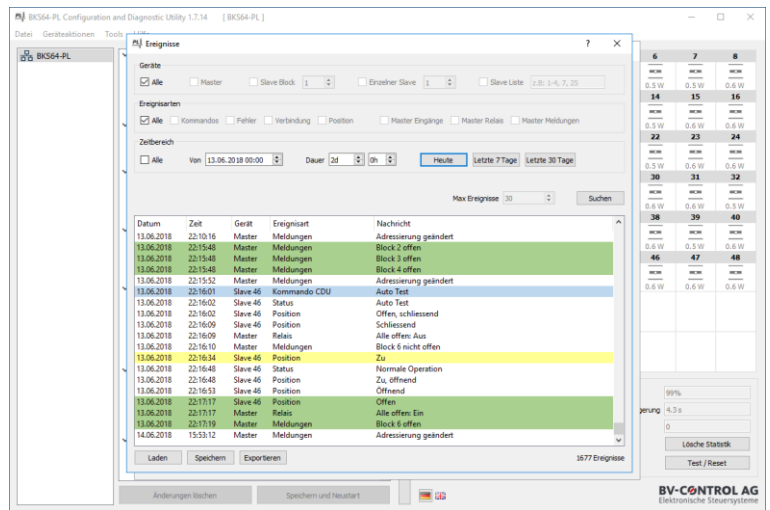 BKS64-PL Configuration and Diagnostic Utility 1.7.14 [ BKS64-PL ]
Datei Geräteaktionen Tools
BKS64-PL
Ereignisse
?
Geräte
Alle Master Slave Block 1 Einzelner Slave 1 Slave Liste z.B: 1-4, 7, 25
Ereignisarten
Alle Kommandos Fehler Verbindung Position Master Eingänge Master Relais Master Meldungen
Zeitbereich
Alle Von 13.06.2018 00:00 Dauer 2d 0h Heute Letzte 7 Tage Letzte 30 Tage
Max Ereignisse 30 Suchen
Datum Zeit Gerät Ereignisart Nachricht
13.06.2018 22:10:16 Master Meldungen Adressierung geändert
13.06.2018 22:15:48 Master Meldungen Block 2 offen
13.06.2018 22:15:48 Master Meldungen Block 3 offen
13.06.2018 22:15:48 Master Meldungen Block 4 offen
13.06.2018 22:15:52 Master Meldungen Adressierung geändert
13.06.2018 22:16:01 Slave 46 Kommando CDU Auto Test
13.06.2018 22:16:02 Slave 46 Status Auto Test
13.06.2018 22:16:02 Slave 46 Position Offen, schliessend
13.06.2018 22:16:09 Slave 46 Position Schliessend
13.06.2018 22:16:09 Master Relais Alle offen: Aus
13.06.2018 22:16:10 Master Meldungen Block 6 nicht offen
13.06.2018 22:16:34 Slave 46 Position Zu
13.06.2018 22:16:48 Slave 46 Status Normale Operation
13.06.2018 22:16:48 Slave 46 Position Zu, öffnend
13.06.2018 22:16:53 Slave 46 Position Öffnend
13.06.2018 22:17:17 Slave 46 Position Offen
13.06.2018 22:17:17 Master Relais Alle offen: Ein
13.06.2018 22:17:19 Master Meldungen Block 6 offen
14.06.2018 15:53:12 Master Meldungen Adressierung geändert
Laden Speichern Exportieren 1677 Ereignisse
6 7 8
0.5 W 0.5 W 0.6 W
14 15 16
0.5 W 0.6 W 0.6 W
22 23 24
0.5 W 0.6 W 0.6 W
30 31 32
0.6 W 0.6 W 0.5 W
38 39 40
0.6 W 0.5 W 0.6 W
46 47 48
0.6 W 0.6 W 0.6 W
99%
gerung 4.3 s
0
Lösche Statistik
Test / Reset
Änderungen löschen Speichern und Neustart
BV-CONTROL AG
Elektronische Steuersysteme